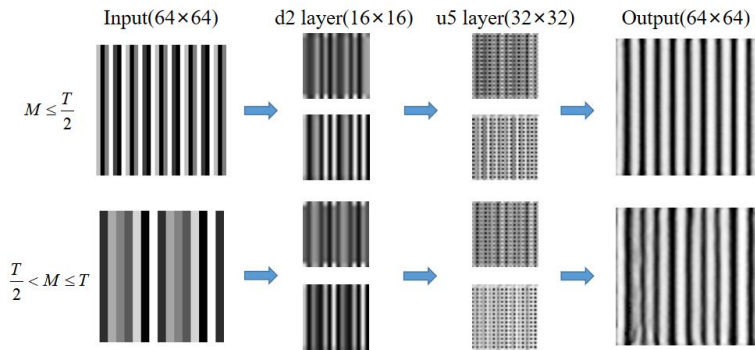 Input(64×64) d2 layer(16×16) u5 layer(32×32) Output(64×64)
M ≤ T/2
T/2 < M ≤ T